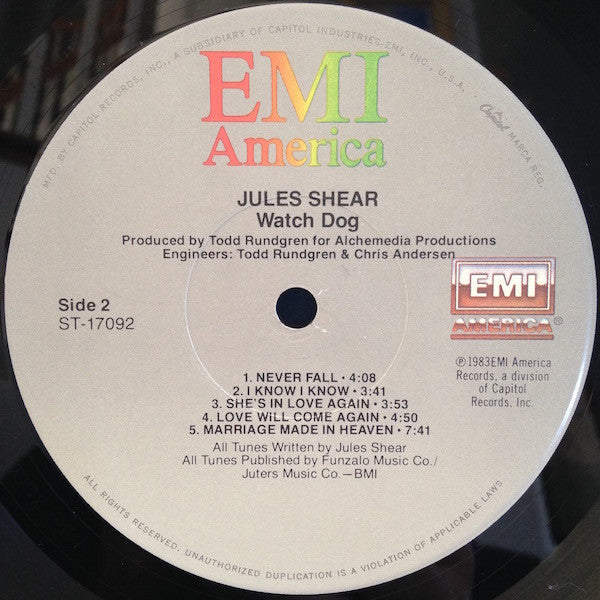 MFD. BY CAPITOL RECORDS, INC., A SUBSIDIARY OF CAPITOL INDUSTRIES-EMI, INC., U.S.A.
Capitol MARCA REG.
EMI
America
JULES SHEAR
Watch Dog
Produced by Todd Rundgren for Alchemedia Productions
Engineers: Todd Rundgren & Chris Andersen
EMI
AMERICA®
Side 2
ST-17092
℗1983EMI America
Records, a division
of Capitol
Records, Inc.
1. NEVER FALL • 4:08
2. I KNOW I KNOW • 3:41
3. SHE'S IN LOVE AGAIN • 3:53
4. LOVE WILL COME AGAIN • 4:50
5. MARRIAGE MADE IN HEAVEN • 7:41
All Tunes Written by Jules Shear
All Tunes Published by Funzalo Music Co./
Juters Music Co.—BMI
ALL RIGHTS RESERVED. UNAUTHORIZED DUPLICATION IS A VIOLATION OF APPLICABLE LAWS